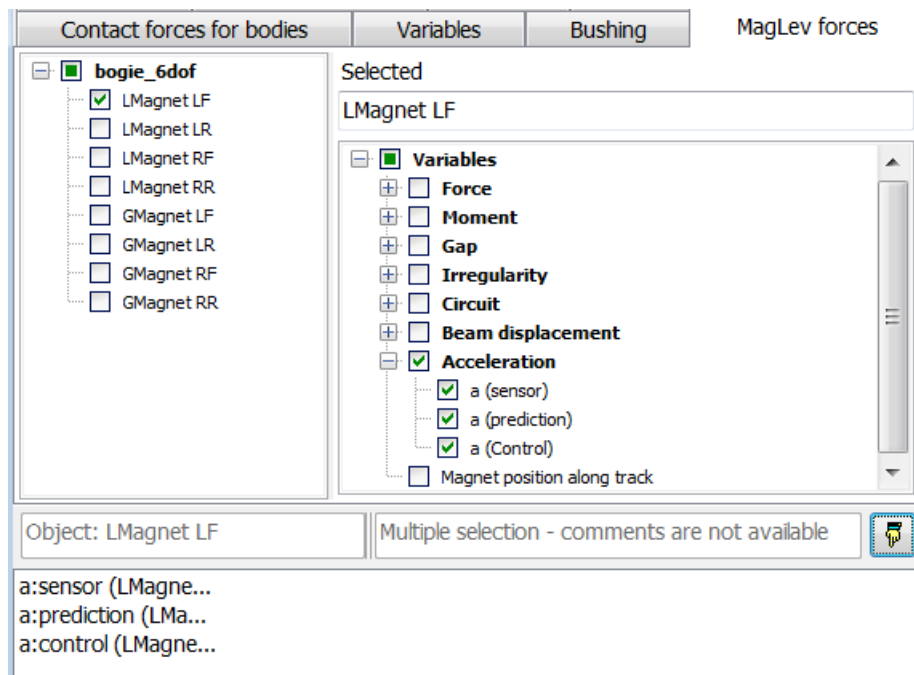 Contact forces for bodies
Variables
Bushing
MagLev forces
bogie_6dof
LMagnet LF
LMagnet LR
LMagnet RF
LMagnet RR
GMagnet LF
GMagnet LR
GMagnet RF
GMagnet RR
Selected
LMagnet LF
Variables
Force
Moment
Gap
Irregularity
Circuit
Beam displacement
Acceleration
a (sensor)
a (prediction)
a (Control)
Magnet position along track
Object: LMagnet LF
Multiple selection - comments are not available
a:sensor (LMagne...
a:prediction (LMa...
a:control (LMagne...